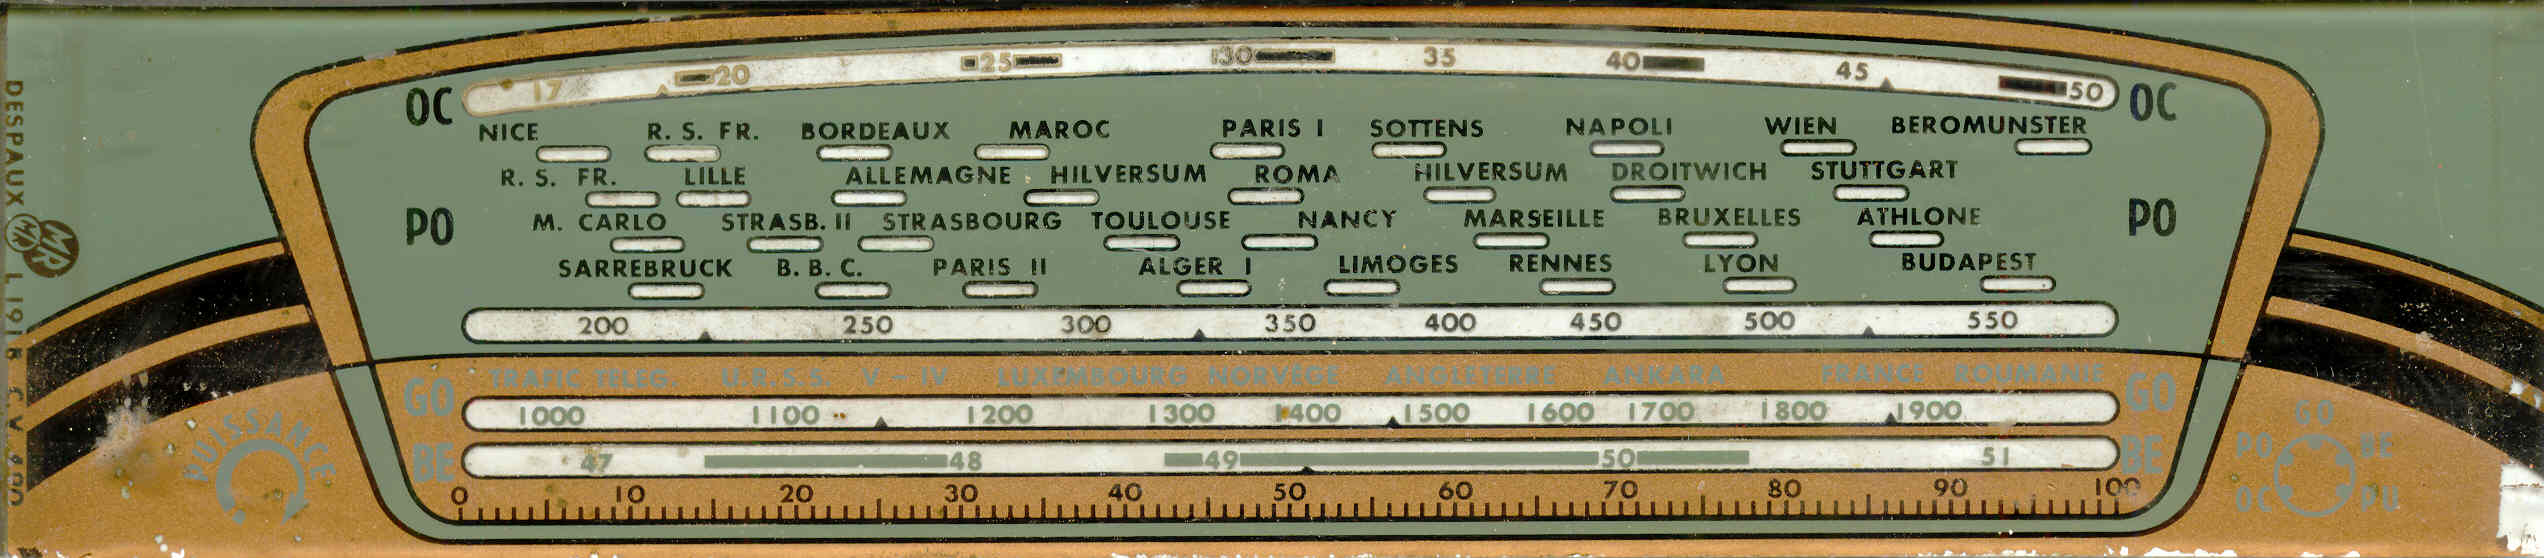 OC 17 20 25 30 35 40 45 50 OC
NICE R. S. FR. BORDEAUX MAROC PARIS I SOTTENS NAPOLI WIEN BEROMUNSTER
R. S. FR. LILLE ALLEMAGNE HILVERSUM ROMA HILVERSUM DROITWICH STUTTGART
PO M. CARLO STRASB. II STRASBOURG TOULOUSE NANCY MARSEILLE BRUXELLES ATHLONE PO
SARREBRUCK B. B. C. PARIS II ALGER I LIMOGES RENNES LYON BUDAPEST
200 250 300 350 400 450 500 550
TRAFIC TELEG. U.R.S.S. V - IV LUXEMBOURG NORVÈGE ANGLETERRE ANKARA FRANCE ROUMANIE
GO 1000 1100 1200 1300 1400 1500 1600 1700 1800 1900 GO
BE 47 48 49 50 51 BE
0 10 20 30 40 50 60 70 80 90 100
DESPAUX MR MR
PUISSANCE
GO
PO BE
OC PU